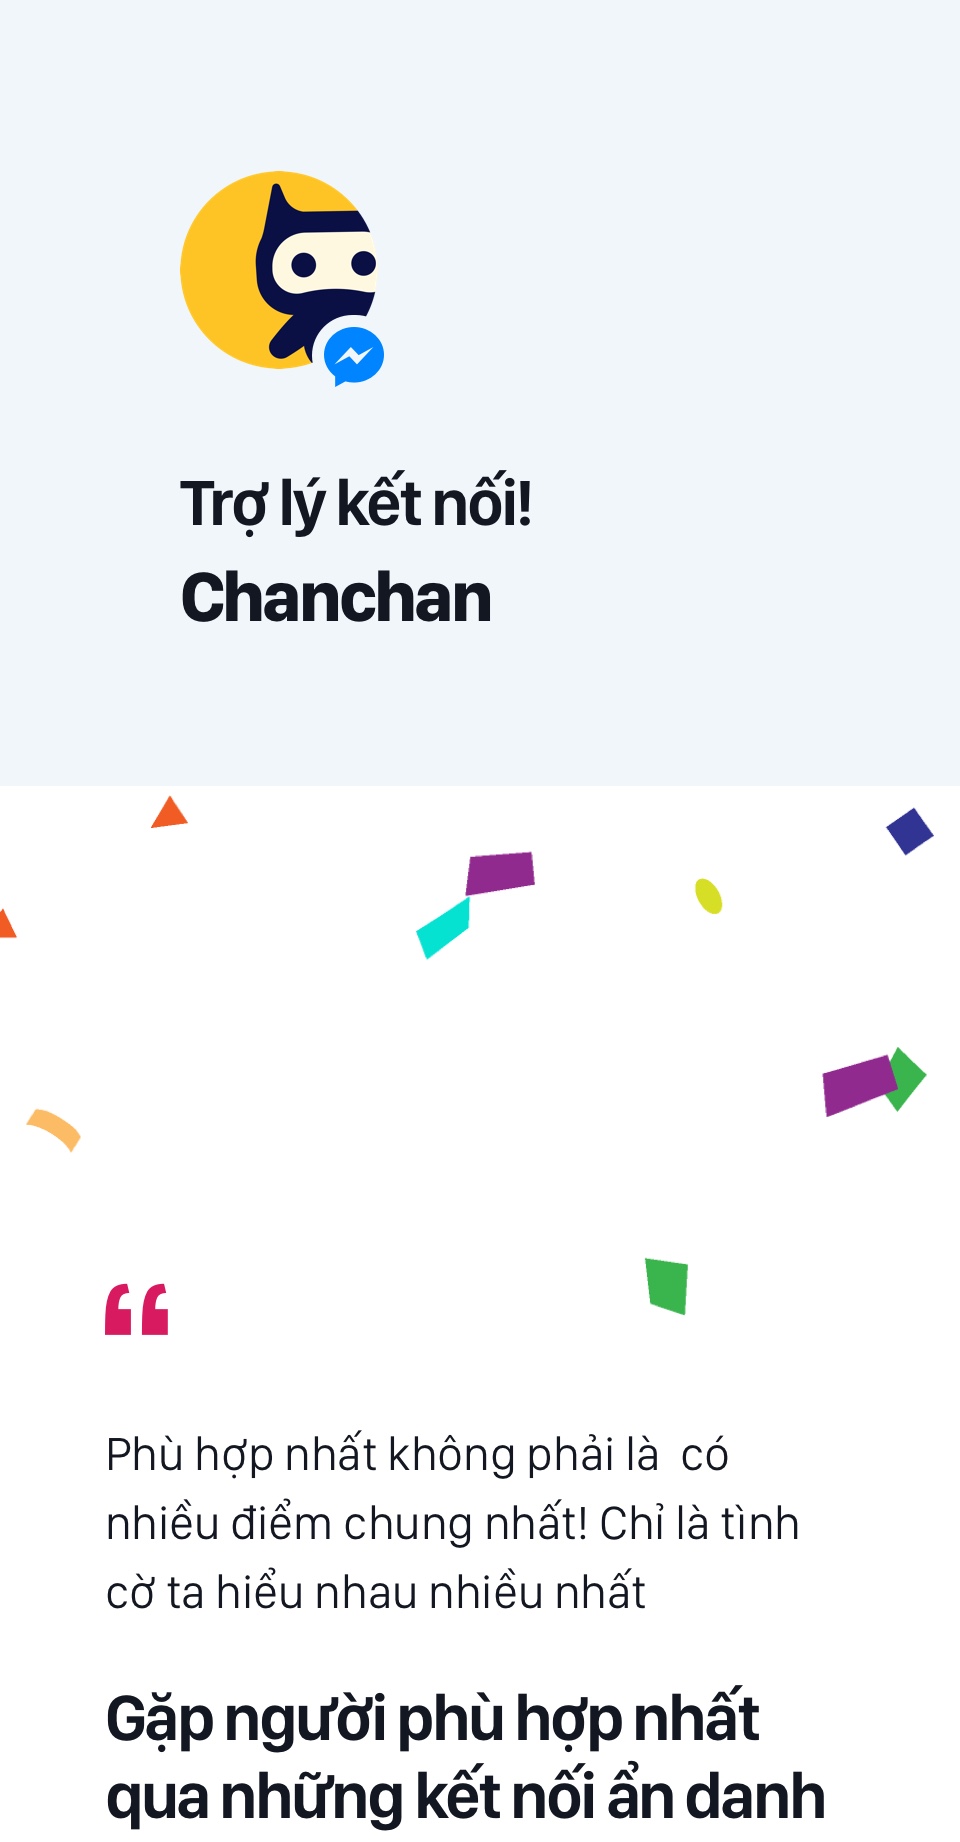 Trợ lý kết nối!
Chanchan
“
Phù hợp nhất không phải là  có
nhiều điểm chung nhất! Chỉ là tình
cờ ta hiểu nhau nhiều nhất
Gặp người phù hợp nhất
qua những kết nối ẩn danh